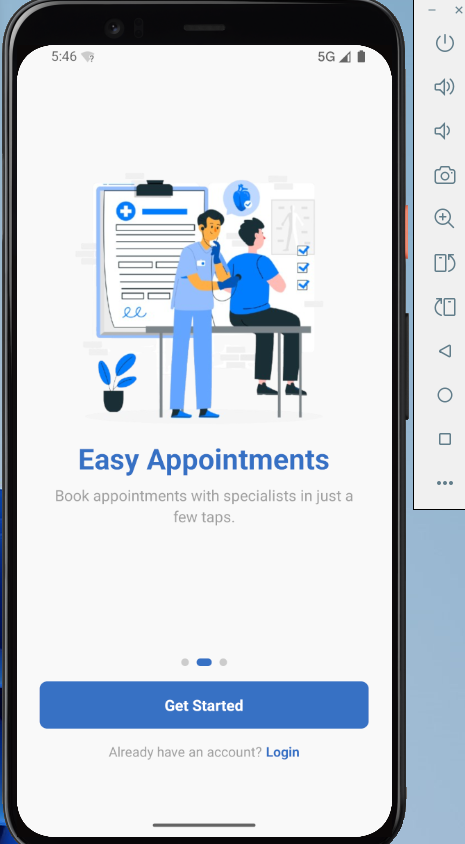 5:46
5G
Easy Appointments
Book appointments with specialists in just a
few taps.
Get Started
Already have an account? Login